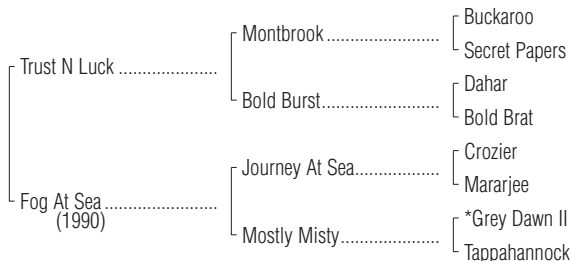 Buckaroo
Montbrook..........................
Secret Papers
Trust N Luck ......................
Dahar
Bold Burst...........................
Bold Brat
Crozier
Journey At Sea...................
Mararjee
Fog At Sea.........................
(1990)
*Grey Dawn II
Mostly Misty......................
Tappahannock